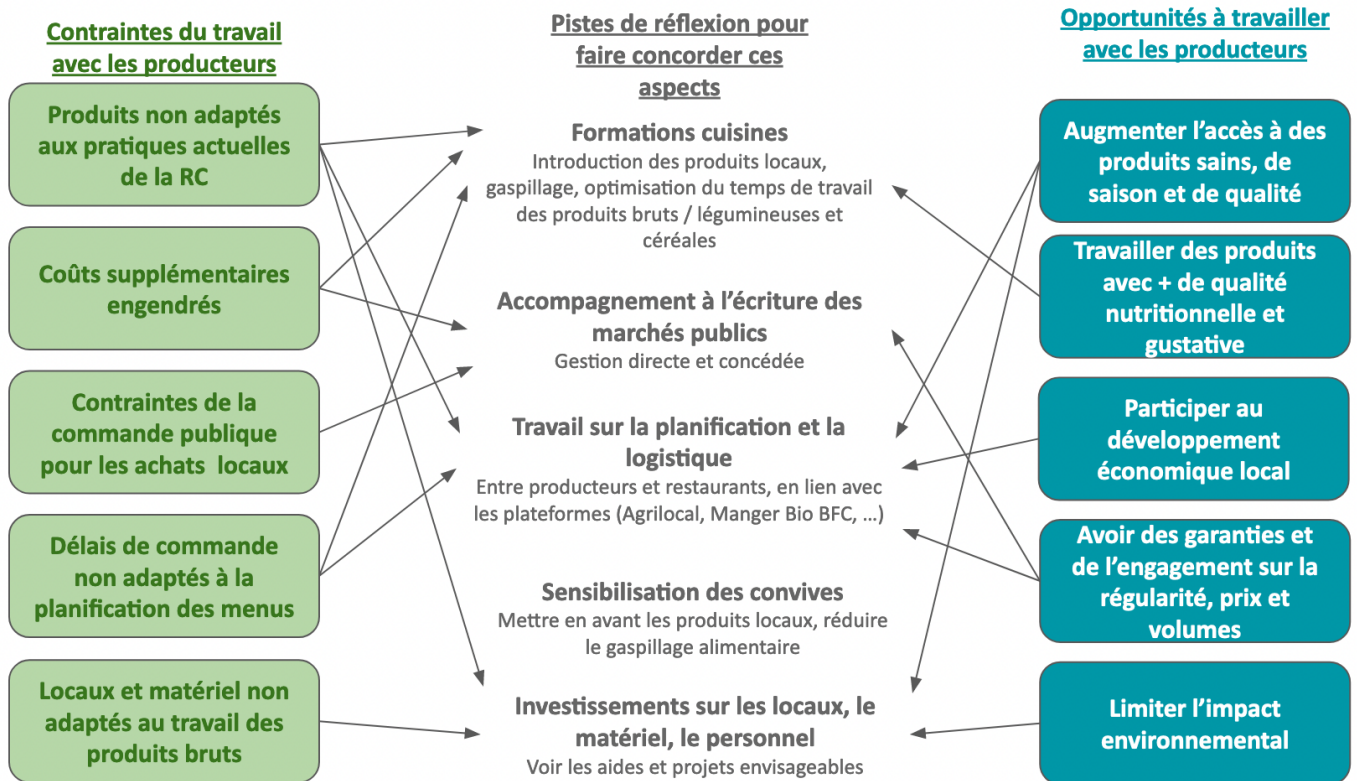 Contraintes du travail
avec les producteurs
Produits non adaptés
aux pratiques actuelles
de la RC
Coûts supplémentaires
engendrés
Contraintes de la
commande publique
pour les achats locaux
Délais de commande
non adaptés à la
planification des menus
Locaux et matériel non
adaptés au travail des
produits bruts
Pistes de réflexion pour
faire concorder ces
aspects
Formations cuisines
Introduction des produits locaux,
gaspillage, optimisation du temps de travail
des produits bruts / légumineuses et
céréales
Accompagnement à l’écriture des
marchés publics
Gestion directe et concédée
Travail sur la planification et la
logistique
Entre producteurs et restaurants, en lien avec
les plateformes (Agrilocal, Manger Bio BFC, ...)
Sensibilisation des convives
Mettre en avant les produits locaux, réduire
le gaspillage alimentaire
Investissements sur les locaux, le
matériel, le personnel
Voir les aides et projets envisageables
Opportunités à travailler
avec les producteurs
Augmenter l’accès à des
produits sains, de
saison et de qualité
Travailler des produits
avec + de qualité
nutritionnelle et
gustative
Participer au
développement
économique local
Avoir des garanties et
de l’engagement sur la
régularité, prix et
volumes
Limiter l’impact
environnemental